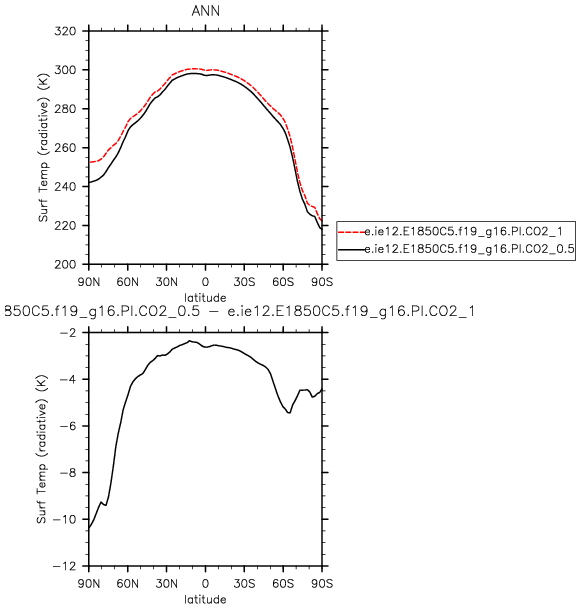 ANN
320
300
280
260
240
220
200
Surf Temp (radiative) (K)
90N 60N 30N 0 30S 60S 90S
latitude
e.ie12.E1850C5.f19_g16.PI.CO2_1
e.ie12.E1850C5.f19_g16.PI.CO2_0.5
850C5.f19_g16.PI.CO2_0.5 − e.ie12.E1850C5.f19_g16.PI.CO2_1
−2
−4
−6
−8
−10
−12
Surf Temp (radiative) (K)
90N 60N 30N 0 30S 60S 90S
latitude